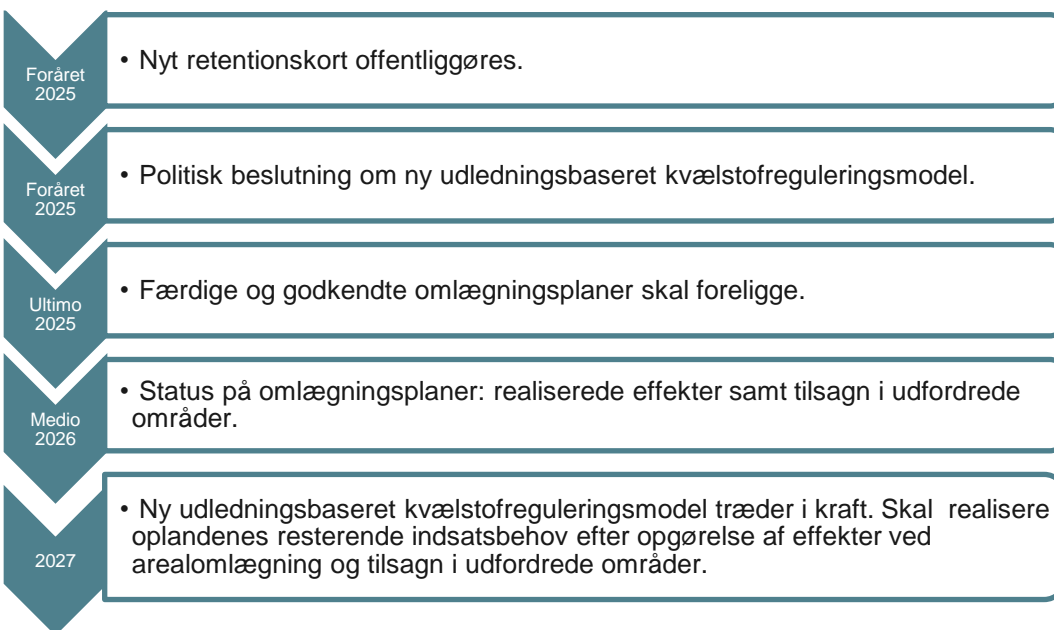 Foråret
2025
• Nyt retentionskort offentliggøres.
Foråret
2025
• Politisk beslutning om ny udledningsbaseret kvælstofreguleringsmodel.
Ultimo
2025
• Færdige og godkendte omlægningsplaner skal foreligge.
Medio
2026
• Status på omlægningsplaner: realiserede effekter samt tilsagn i udfordrede
områder.
2027
• Ny udledningsbaseret kvælstofreguleringsmodel træder i kraft. Skal realisere
oplandenes resterende indsatsbehov efter opgørelse af effekter ved
arealomlægning og tilsagn i udfordrede områder.